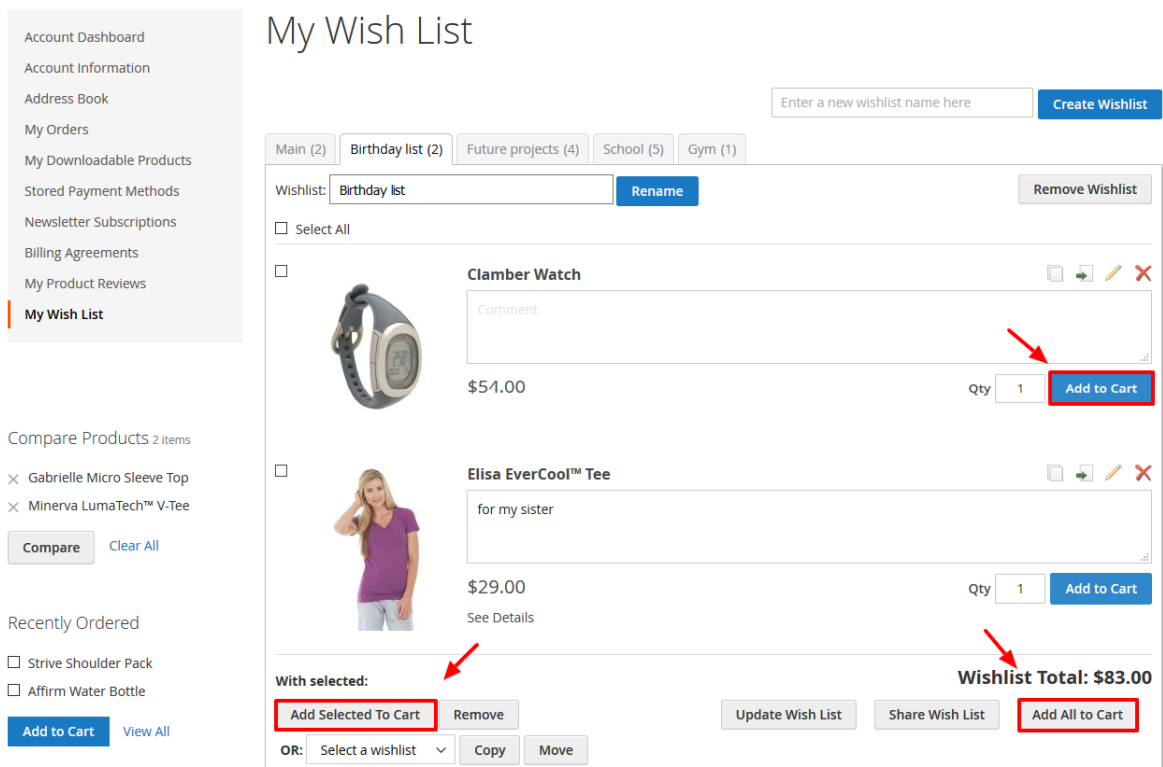 My Wish List
Account Dashboard
Account Information
Address Book
My Orders
My Downloadable Products
Stored Payment Methods
Newsletter Subscriptions
Billing Agreements
My Product Reviews
My Wish List
Compare Products 2 items
Gabrielle Micro Sleeve Top
Minerva LumaTech™ V-Tee
Compare Clear All
Recently Ordered
Strive Shoulder Pack
Affirm Water Bottle
Add to Cart View All
Enter a new wishlist name here Create Wishlist
Main (2) Birthday list (2) Future projects (4) School (5) Gym (1)
Wishlist: Birthday list Rename Remove Wishlist
Select All
Clamber Watch
Comment
$54.00 Qty 1 Add to Cart
Elisa EverCool™ Tee
for my sister
$29.00 Qty 1 Add to Cart
See Details
With selected: Wishlist Total: $83.00
Add Selected To Cart Remove Update Wish List Share Wish List Add All to Cart
OR: Select a wishlist Copy Move